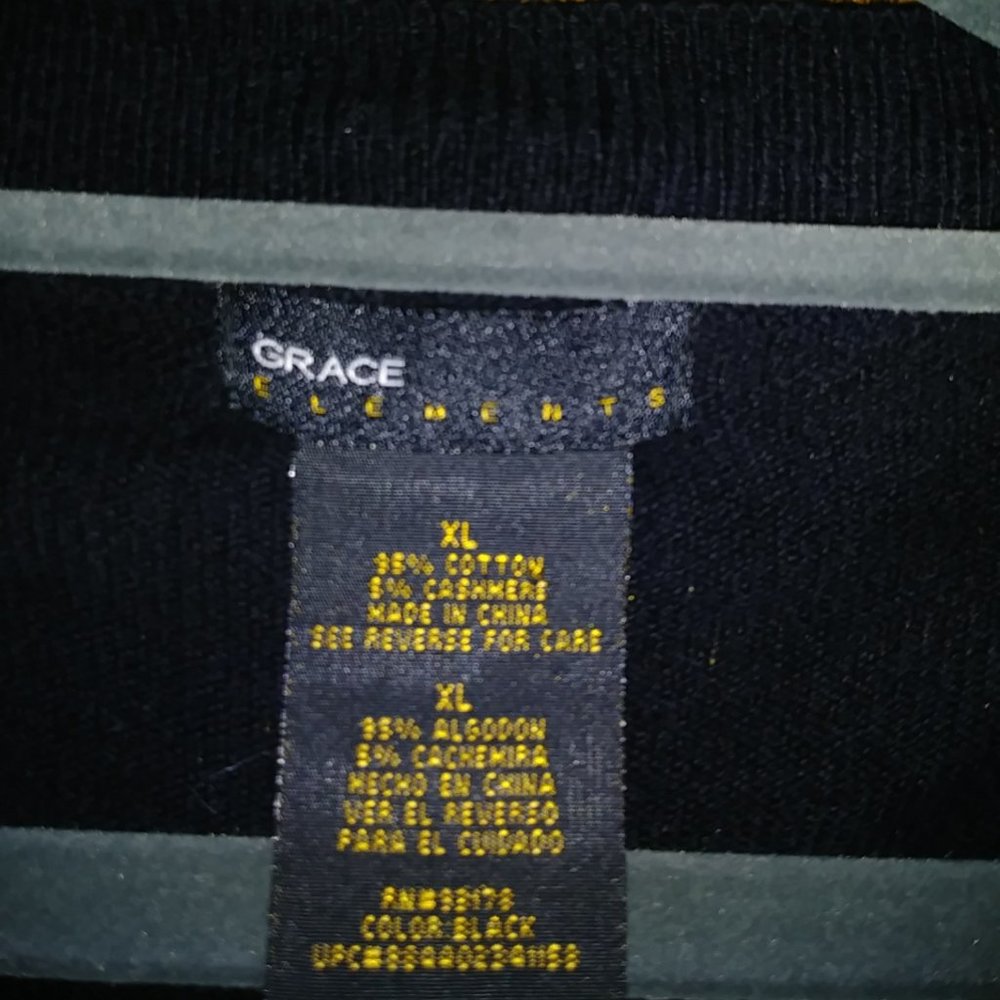 GRACE
ELEMENTS
XL
95% COTTON
5% CASHMERE
MADE IN CHINA
SEE REVERSE FOR CARE
XL
95% ALGODON
5% CACHEMIRA
HECHO EN CHINA
VER EL REVERSO
PARA EL CUIDADO
COLOR:BLACK